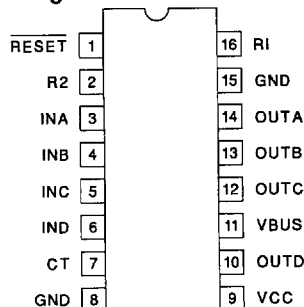 RESET 1 16 RI
R2 2 15 GND
INA 3 14 OUTA
INB 4 13 OUTB
INC 5 12 OUTC
IND 6 11 VBUS
CT 7 10 OUTD
GND 8 9 VCC